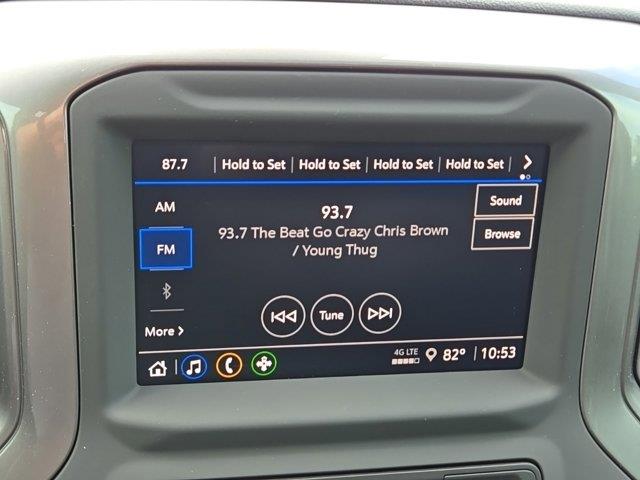 87.7 | Hold to Set | Hold to Set | Hold to Set | Hold to Set |
AM
FM
More
93.7
93.7 The Beat Go Crazy Chris Brown
/ Young Thug
Sound
Browse
Tune
4G LTE 82° 10:53